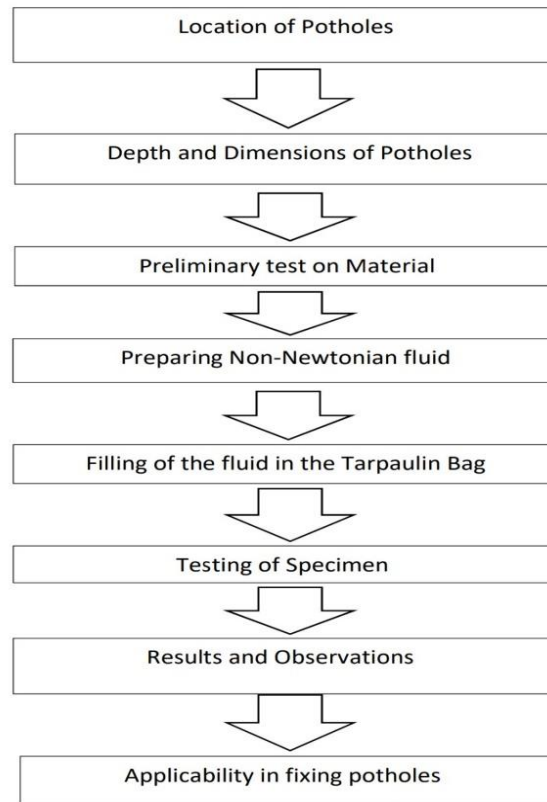 Location of Potholes
Depth and Dimensions of Potholes
Preliminary test on Material
Preparing Non-Newtonian fluid
Filling of the fluid in the Tarpaulin Bag
Testing of Specimen
Results and Observations
Applicability in fixing potholes